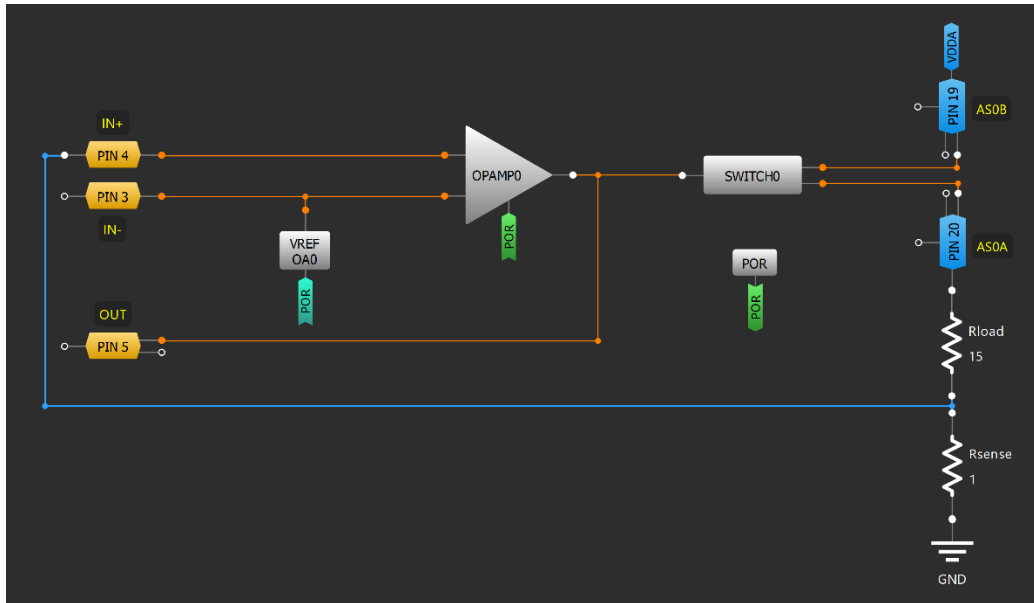 VDDA
PIN 19
AS0B
IN+
PIN 4
PIN 3
IN-
OPAMP0
SWITCH0
VREF
OA0
POR
POR
POR
POR
PIN 20
AS0A
OUT
PIN 5
Rload
15
Rsense
1
GND